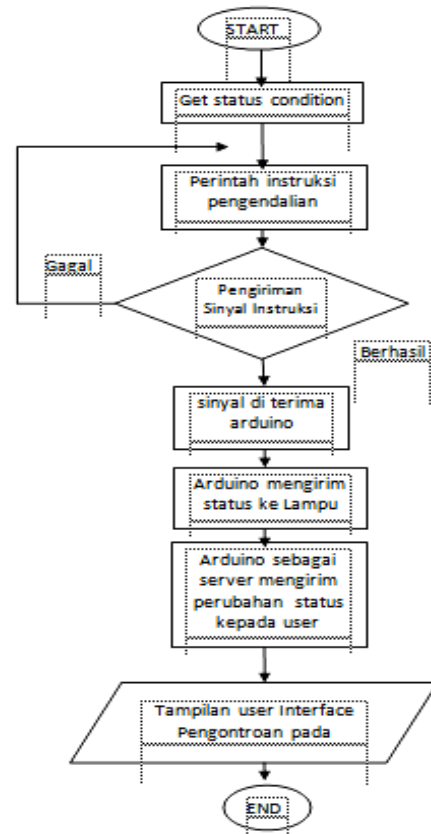 START
Get status condition
Perintah instruksi
pengendalian
Gagal
Pengiriman
Sinyal Instruksi
Berhasil
sinyal di terima
arduino
Arduino mengirim
status ke Lampu
Arduino sebagai
server mengirim
perubahan status
kepada user
Tampilan user Interface
Pengontroan pada
END